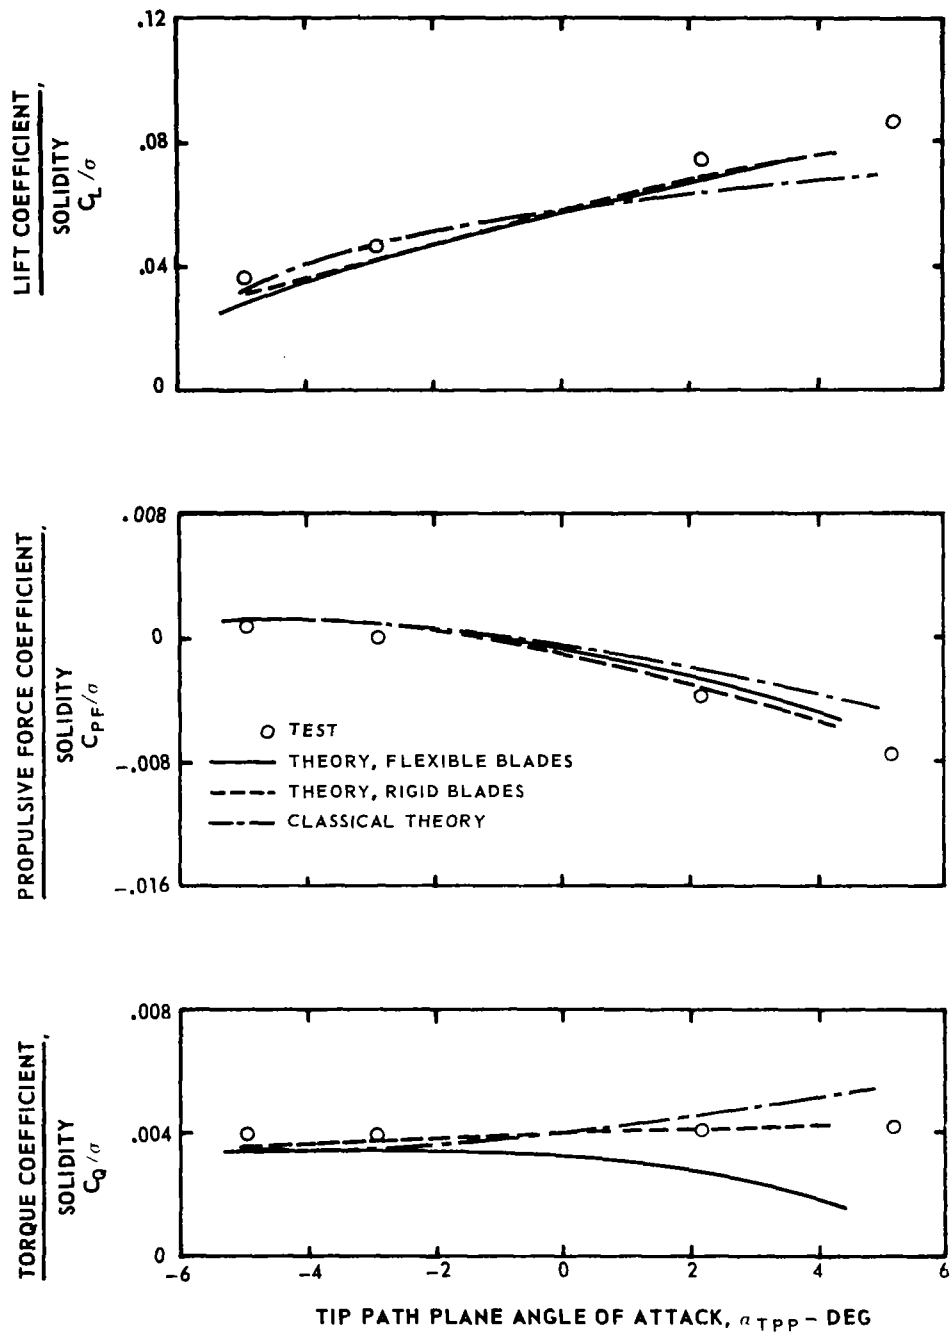 LIFT COEFFICIENT,
SOLIDITY
C_L/σ
.12
.08
.04
0
PROPULSIVE FORCE COEFFICIENT,
SOLIDITY
C_PF/σ
.008
0
-.008
-.016
TEST
THEORY, FLEXIBLE BLADES
THEORY, RIGID BLADES
CLASSICAL THEORY
TORQUE COEFFICIENT,
SOLIDITY
C_Q/σ
.008
.004
0
-6 -4 -2 0 2 4 6
TIP PATH PLANE ANGLE OF ATTACK, α TPP - DEG